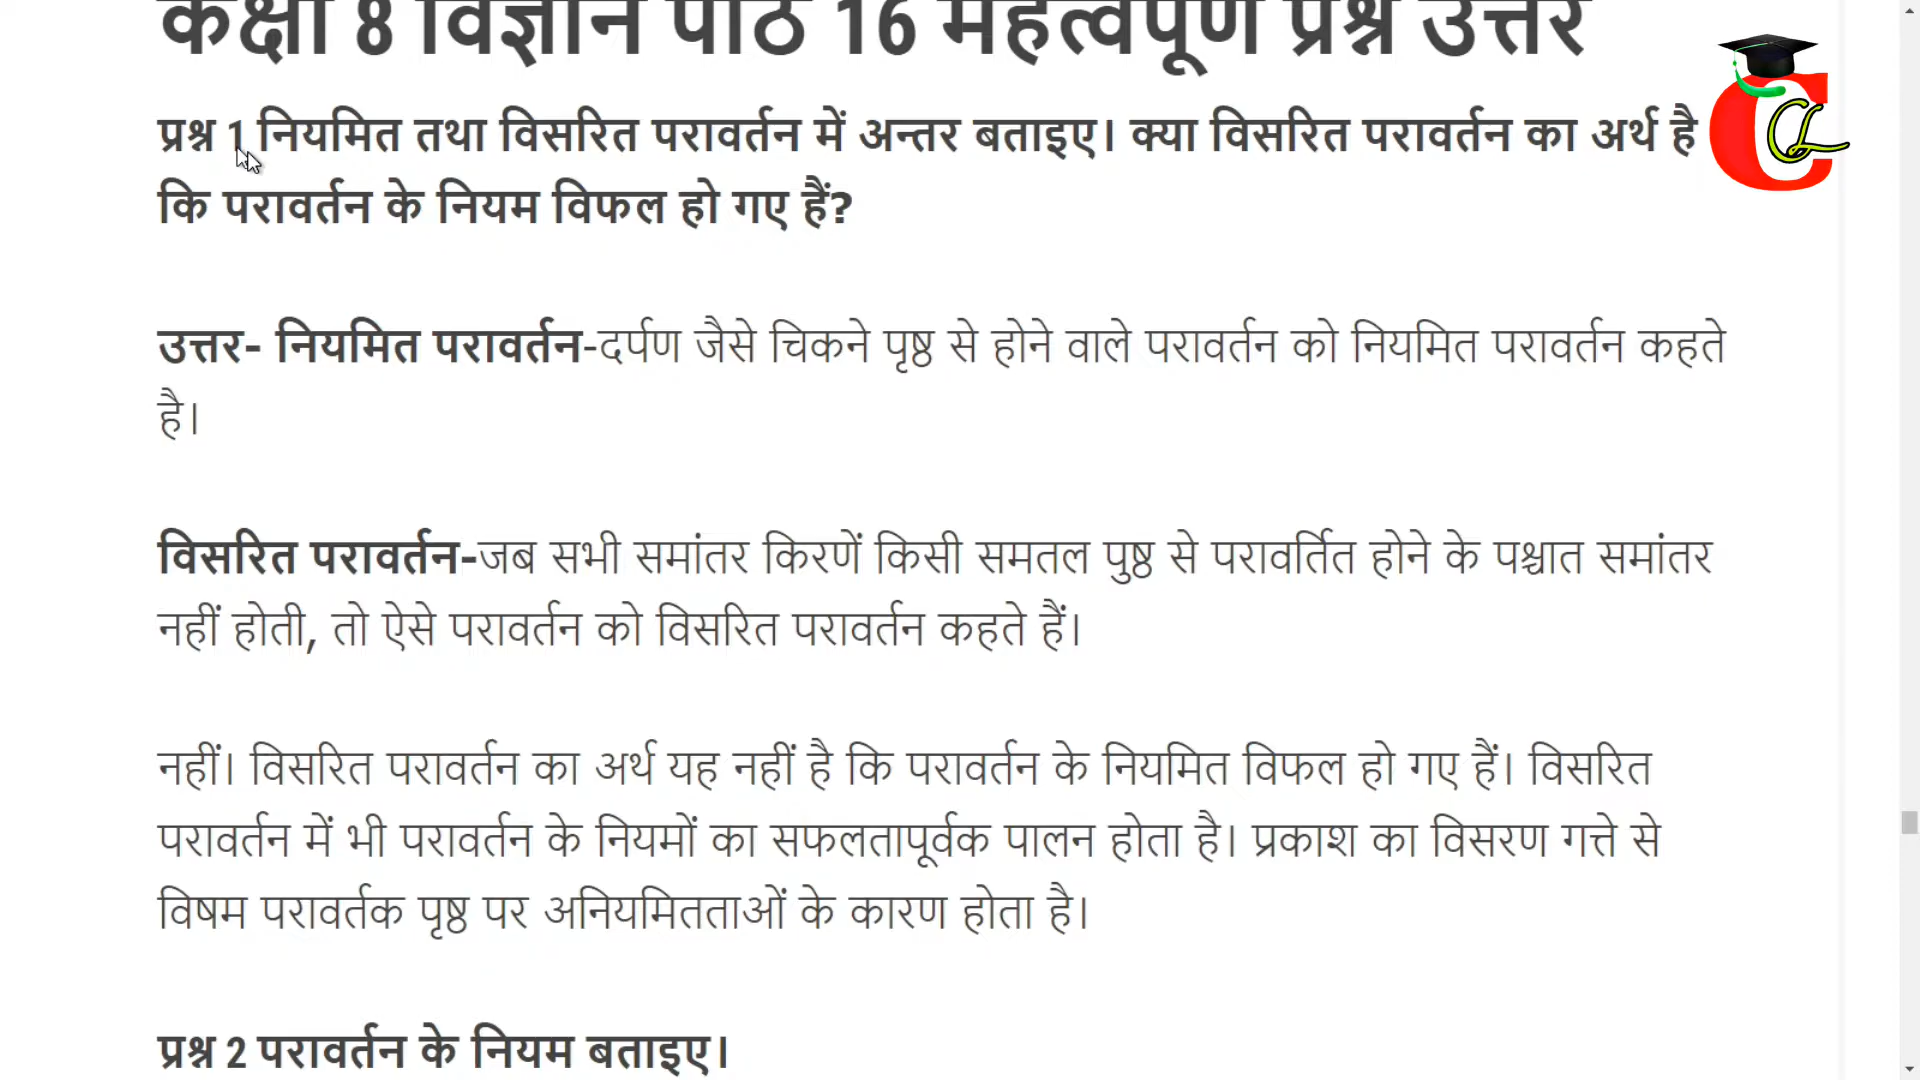 कक्षा 8 विज्ञान पाठ 16 महत्वपूर्ण प्रश्न उत्तर
प्रश्न 1 नियमित तथा विसरित परावर्तन में अन्तर बताइए। क्या विसरित परावर्तन का अर्थ है
कि परावर्तन के नियम विफल हो गए हैं?
उत्तर- नियमित परावर्तन-दर्पण जैसे चिकने पृष्ठ से होने वाले परावर्तन को नियमित परावर्तन कहते
है।
विसरित परावर्तन-जब सभी समांतर किरणें किसी समतल पुष्ठ से परावर्तित होने के पश्चात समांतर
नहीं होती, तो ऐसे परावर्तन को विसरित परावर्तन कहते हैं।
नहीं। विसरित परावर्तन का अर्थ यह नहीं है कि परावर्तन के नियमित विफल हो गए हैं। विसरित
परावर्तन में भी परावर्तन के नियमों का सफलतापूर्वक पालन होता है। प्रकाश का विसरण गत्ते से
विषम परावर्तक पृष्ठ पर अनियमितताओं के कारण होता है।
प्रश्न 2 परावर्तन के नियम बताइए।